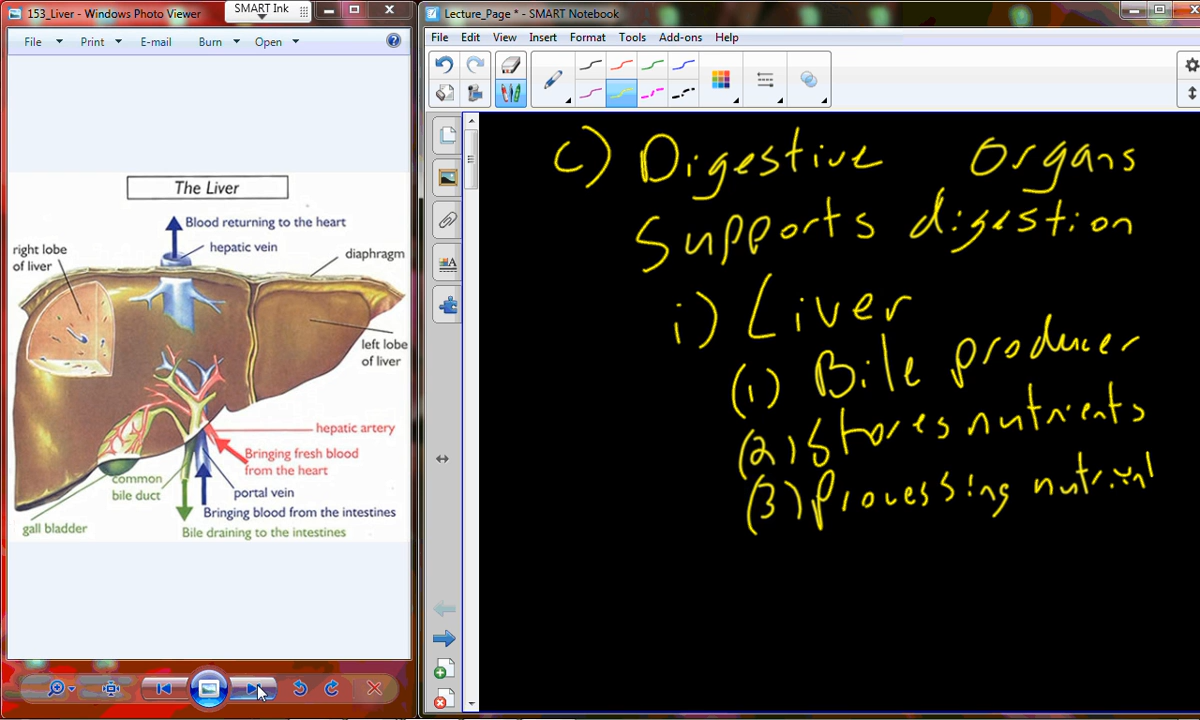 153_Liver - Windows Photo Viewer
SMART Ink
File Print E-mail Burn Open
The Liver
Blood returning to the heart
hepatic vein
right lobe
of liver
diaphragm
left lobe
of liver
hepatic artery
Bringing fresh blood
from the heart
common
bile duct
portal vein
Bringing blood from the intestines
gall bladder
Bile draining to the intestines
Lecture_Page * - SMART Notebook
File Edit View Insert Format Tools Add-ons Help
C) Digestive Organs
Supports digestion
i) Liver
(1) Bile producer
(2) Stores nutrients
(3) Processing nutrient